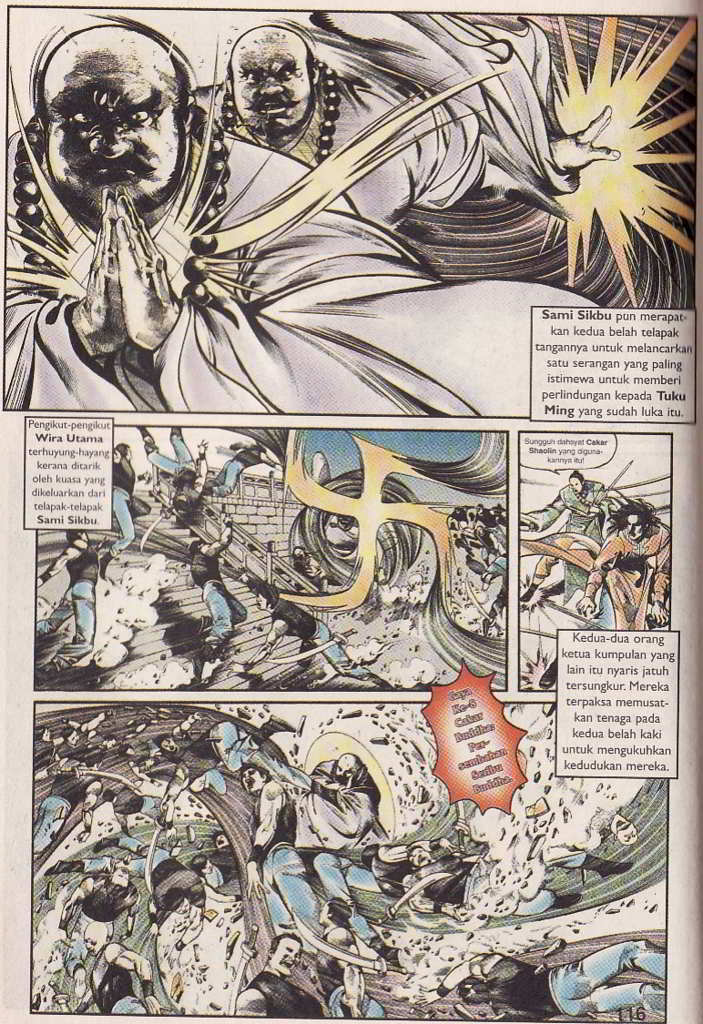 Sami Sikbu pun merapat-
kan kedua belah telapak
tangannya untuk melancarkan
satu serangan yang paling
istimewa untuk memberi
perlindungan kepada Tuku
Ming yang sudah luka itu.
Pengikut-pengikut
Wira Utama
terhuyung-hayang
kerana ditarik
oleh kuasa yang
dikeluarkan dari
telapak-telapak
Sami Sikbu.
Sungguh dahsyat Cakar
Shaolin yang diguna-
kannya itu!
Kedua-dua orang
ketua kumpulan yang
lain itu nyaris jatuh
tersungkur. Mereka
terpaksa memusat-
kan tenaga pada
kedua belah kaki
untuk mengukuhkan
kedudukan mereka.
Gaya
Ke-8
Cakar
Buddha:
Per-
sembahan
Seribu
Buddha.
116